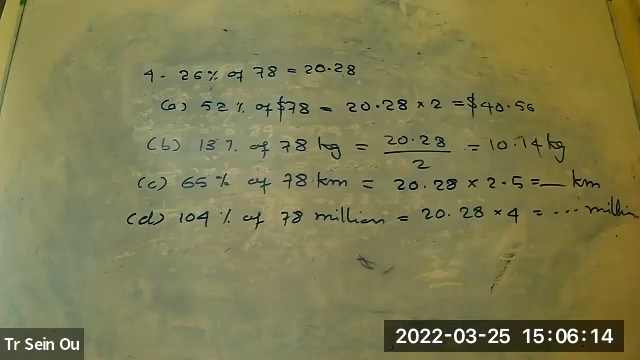 4. 26% of 78 = 20.28
(a) 52% of $78 = 20.28 × 2 = $40.56
(b) 13% of 78 kg = 20.28/2 = 10.14 kg
(c) 65% of 78 km = 20.28 × 2.5 = __ km
(d) 104% of 78 million = 20.28 × 4 = ... million
Tr Sein Ou
2022-03-25 15:06:14